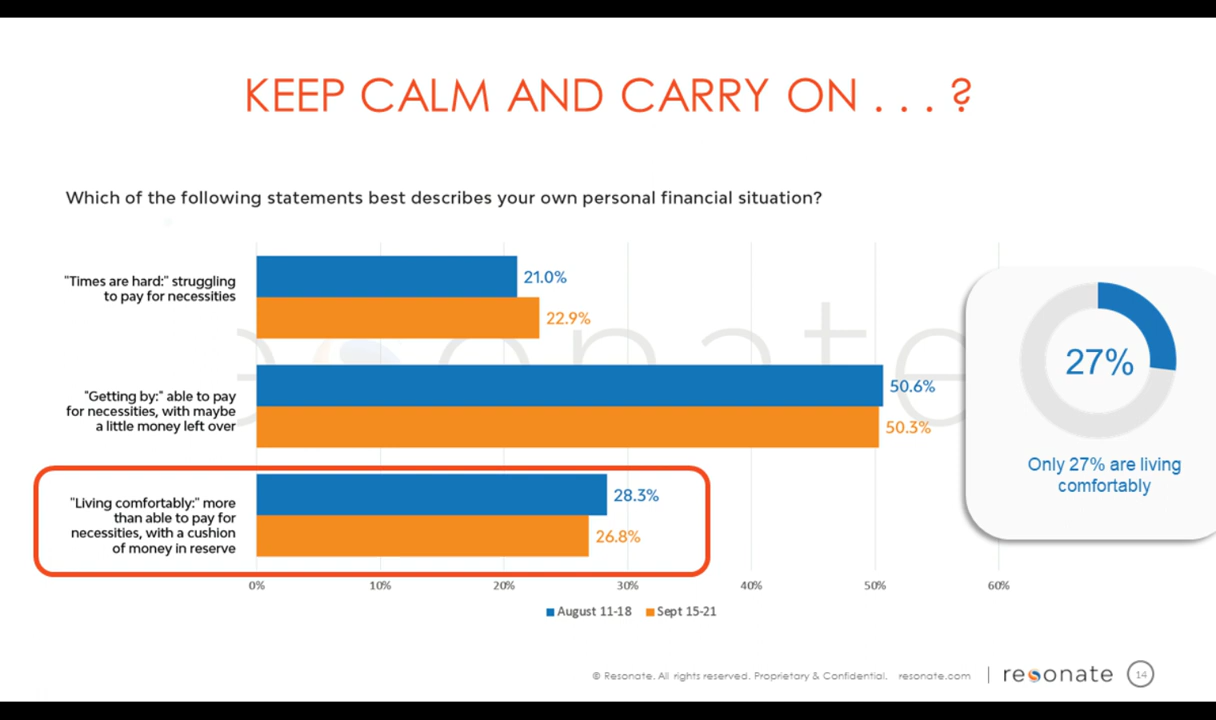 KEEP CALM AND CARRY ON . . . ?
Which of the following statements best describes your own personal financial situation?
"Times are hard:" struggling
to pay for necessities
21.0%
22.9%
"Getting by:" able to pay
for necessities, with maybe
a little money left over
50.6%
50.3%
"Living comfortably:" more
than able to pay for
necessities, with a cushion
of money in reserve
28.3%
26.8%
0% 10% 20% 30% 40% 50% 60%
August 11-18 Sept 15-21
27%
Only 27% are living
comfortably
esonate
© Resonate. All rights reserved. Proprietary & Confidential. resonate.com | resonate 14